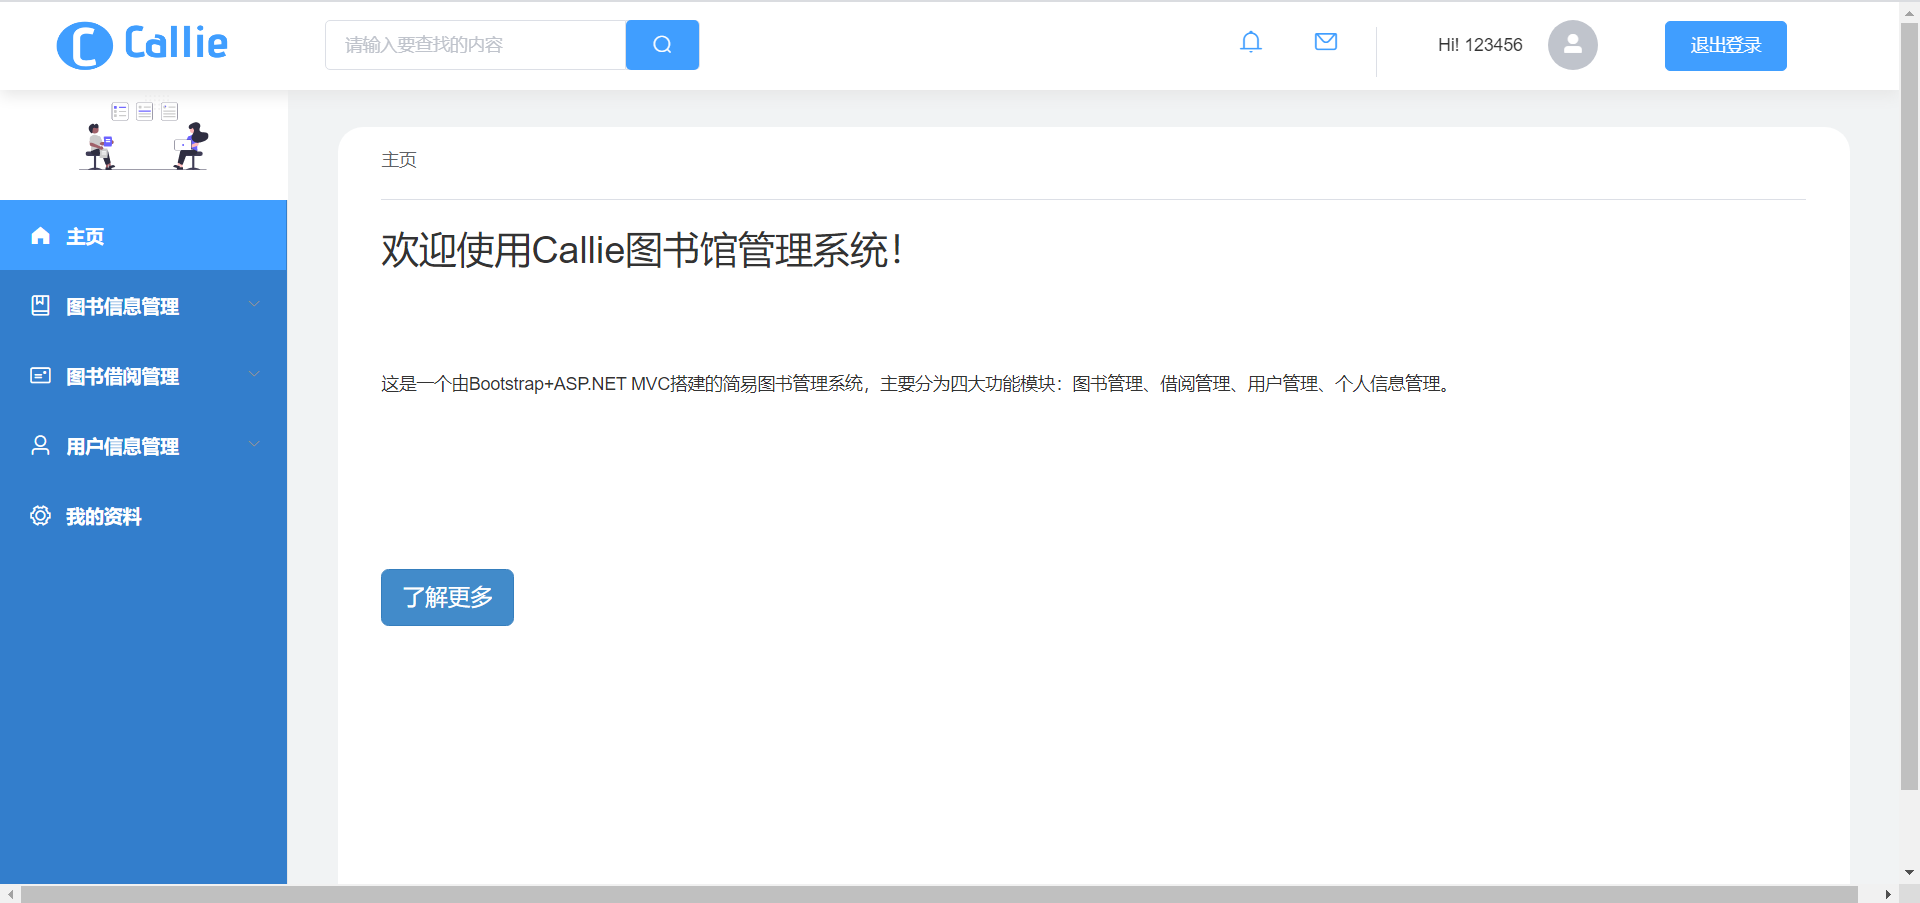 Callie
请输入要查找的内容
Hi! 123456
退出登录
主页
图书信息管理
图书借阅管理
用户信息管理
我的资料
主页
欢迎使用Callie图书馆管理系统！
这是一个由Bootstrap+ASP.NET MVC搭建的简易图书管理系统，主要分为四大功能模块：图书管理、借阅管理、用户管理、个人信息管理。
了解更多